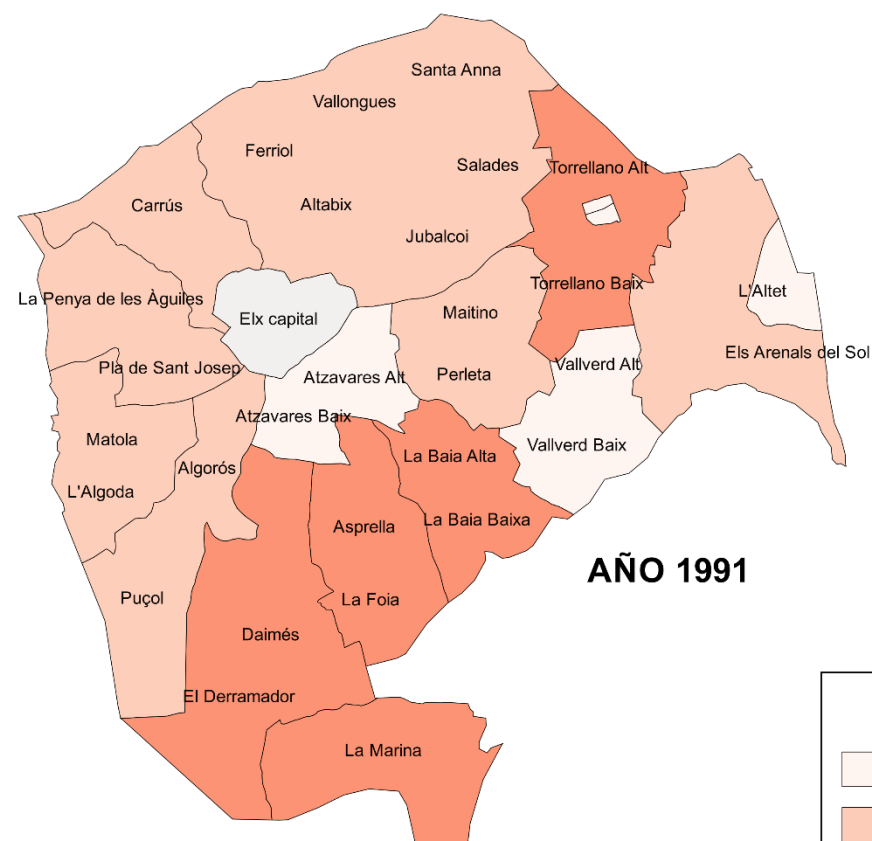 Santa Anna
Vallongues
Ferriol
Salades
Torrellano Alt
Carrús
Altabix
Jubalcoi
Torrellano Baix
L'Altet
La Penya de les Àguiles
Elx capital
Maitino
Els Arenals del Sol
Pla de Sant Josep
Atzavares Alt
Perleta
Vallverd Alt
Atzavares Baix
Matola
Vallverd Baix
La Baia Alta
Algorós
L'Algoda
La Baia Baixa
Asprella
AÑO 1991
Puçol
La Foia
Daimés
El Derramador
La Marina